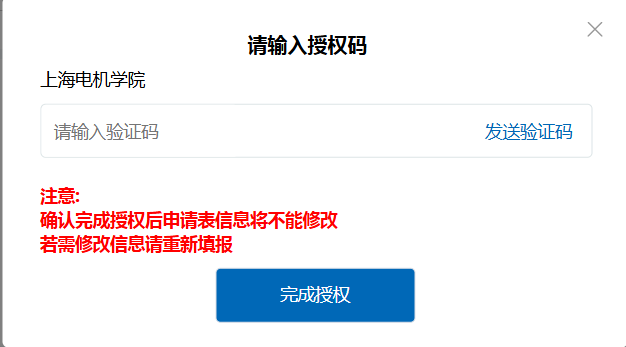 请输入授权码
上海电机学院
请输入验证码
发送验证码
注意:
确认完成授权后申请表信息将不能修改
若需修改信息请重新填报
完成授权